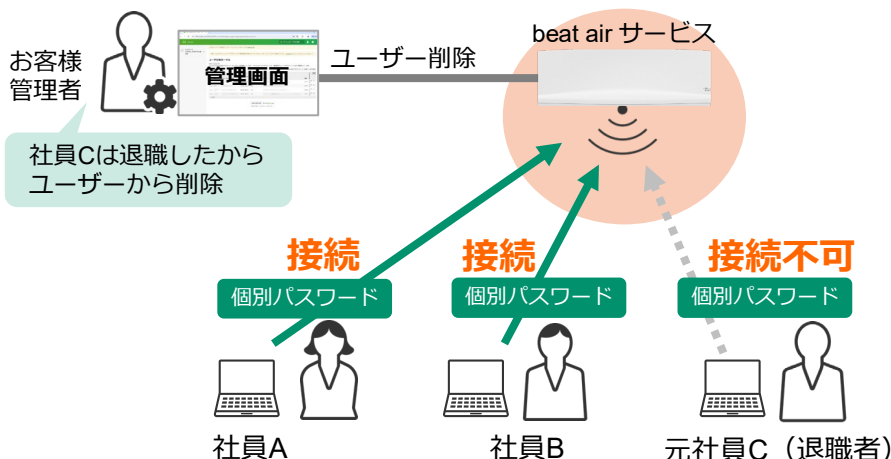 beat air サービス
お客様
管理者
管理画面
ユーザー削除
社員Cは退職したから
ユーザーから削除
接続
接続
接続不可
個別パスワード
個別パスワード
個別パスワード
社員A
社員B
元社員C（退職者）